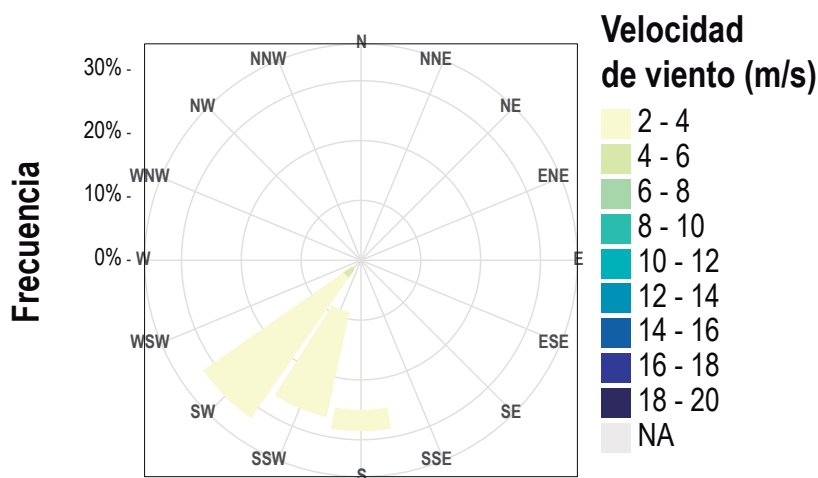 Velocidad
de viento (m/s)
2 - 4
4 - 6
6 - 8
8 - 10
10 - 12
12 - 14
14 - 16
16 - 18
18 - 20
NA
Frecuencia
30% -
20% -
10% -
0% -
N
NNE
NE
ENE
E
ESE
SE
SSE
S
SSW
SW
WSW
W
WNW
NW
NNW